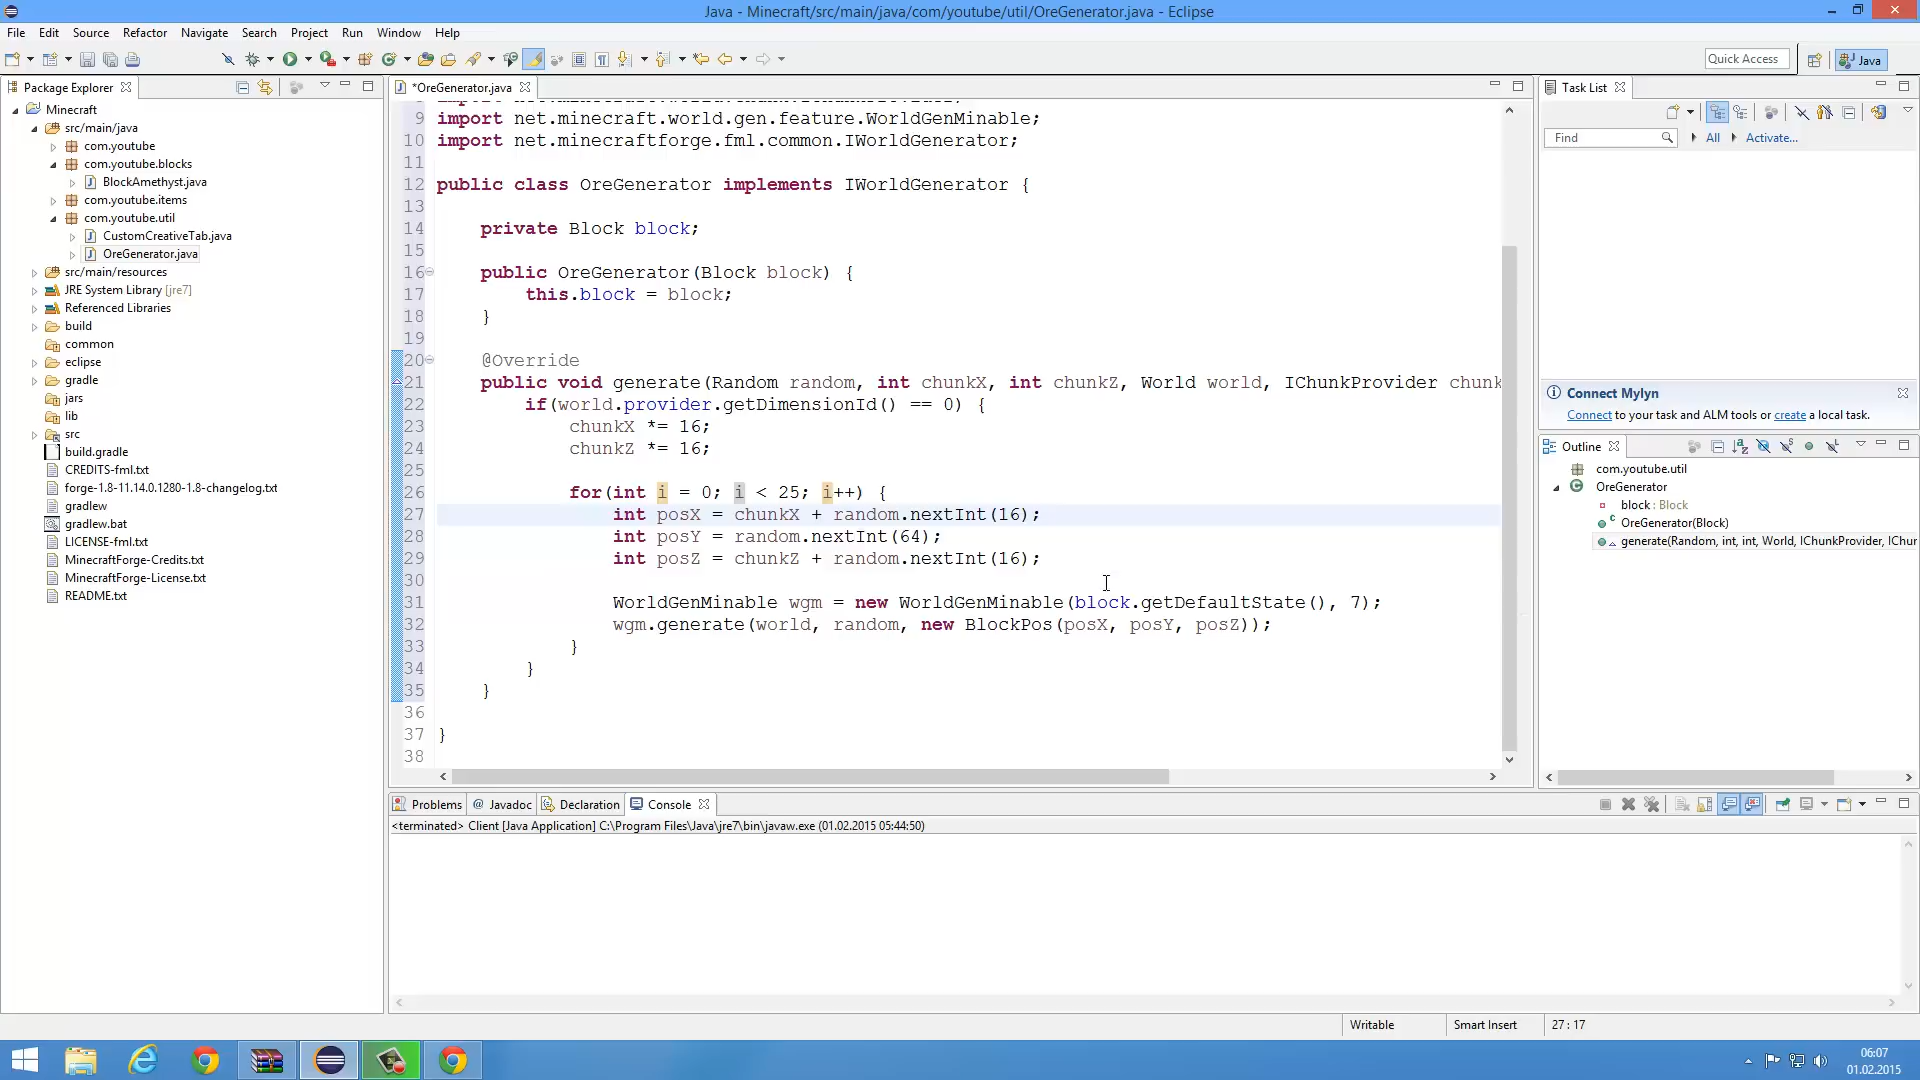 Java - Minecraft/src/main/java/com/youtube/util/OreGenerator.java - Eclipse
File Edit Source Refactor Navigate Search Project Run Window Help
Quick Access
Java
Package Explorer
Minecraft
src/main/java
com.youtube
com.youtube.blocks
BlockAmethyst.java
com.youtube.items
com.youtube.util
CustomCreativeTab.java
OreGenerator.java
src/main/resources
JRE System Library [jre7]
Referenced Libraries
build
common
eclipse
gradle
jars
lib
src
build.gradle
CREDITS-fml.txt
forge-1.8-11.14.0.1280-1.8-changelog.txt
gradlew
gradlew.bat
LICENSE-fml.txt
MinecraftForge-Credits.txt
MinecraftForge-License.txt
README.txt
*OreGenerator.java
9 import net.minecraft.world.gen.feature.WorldGenMinable;
10 import net.minecraftforge.fml.common.IWorldGenerator;
11
12 public class OreGenerator implements IWorldGenerator {
13
14 private Block block;
15
16 public OreGenerator(Block block) {
17 this.block = block;
18 }
19
20 @Override
21 public void generate(Random random, int chunkX, int chunkZ, World world, IChunkProvider chunk
22 if(world.provider.getDimensionId() == 0) {
23 chunkX *= 16;
24 chunkZ *= 16;
25
26 for(int i = 0; i < 25; i++) {
27 int posX = chunkX + random.nextInt(16);
28 int posY = random.nextInt(64);
29 int posZ = chunkZ + random.nextInt(16);
30
31 WorldGenMinable wgm = new WorldGenMinable(block.getDefaultState(), 7);
32 wgm.generate(world, random, new BlockPos(posX, posY, posZ));
33 }
34 }
35 }
36
37 }
38
Task List
Find All Activate...
Connect Mylyn
Connect to your task and ALM tools or create a local task.
Outline
com.youtube.util
OreGenerator
block : Block
OreGenerator(Block)
generate(Random, int, int, World, IChunkProvider, IChun
Problems @ Javadoc Declaration Console
<terminated> Client [Java Application] C:\Program Files\Java\jre7\bin\javaw.exe (01.02.2015 05:44:50)
Writable Smart Insert 27 : 17
06:07
01.02.2015